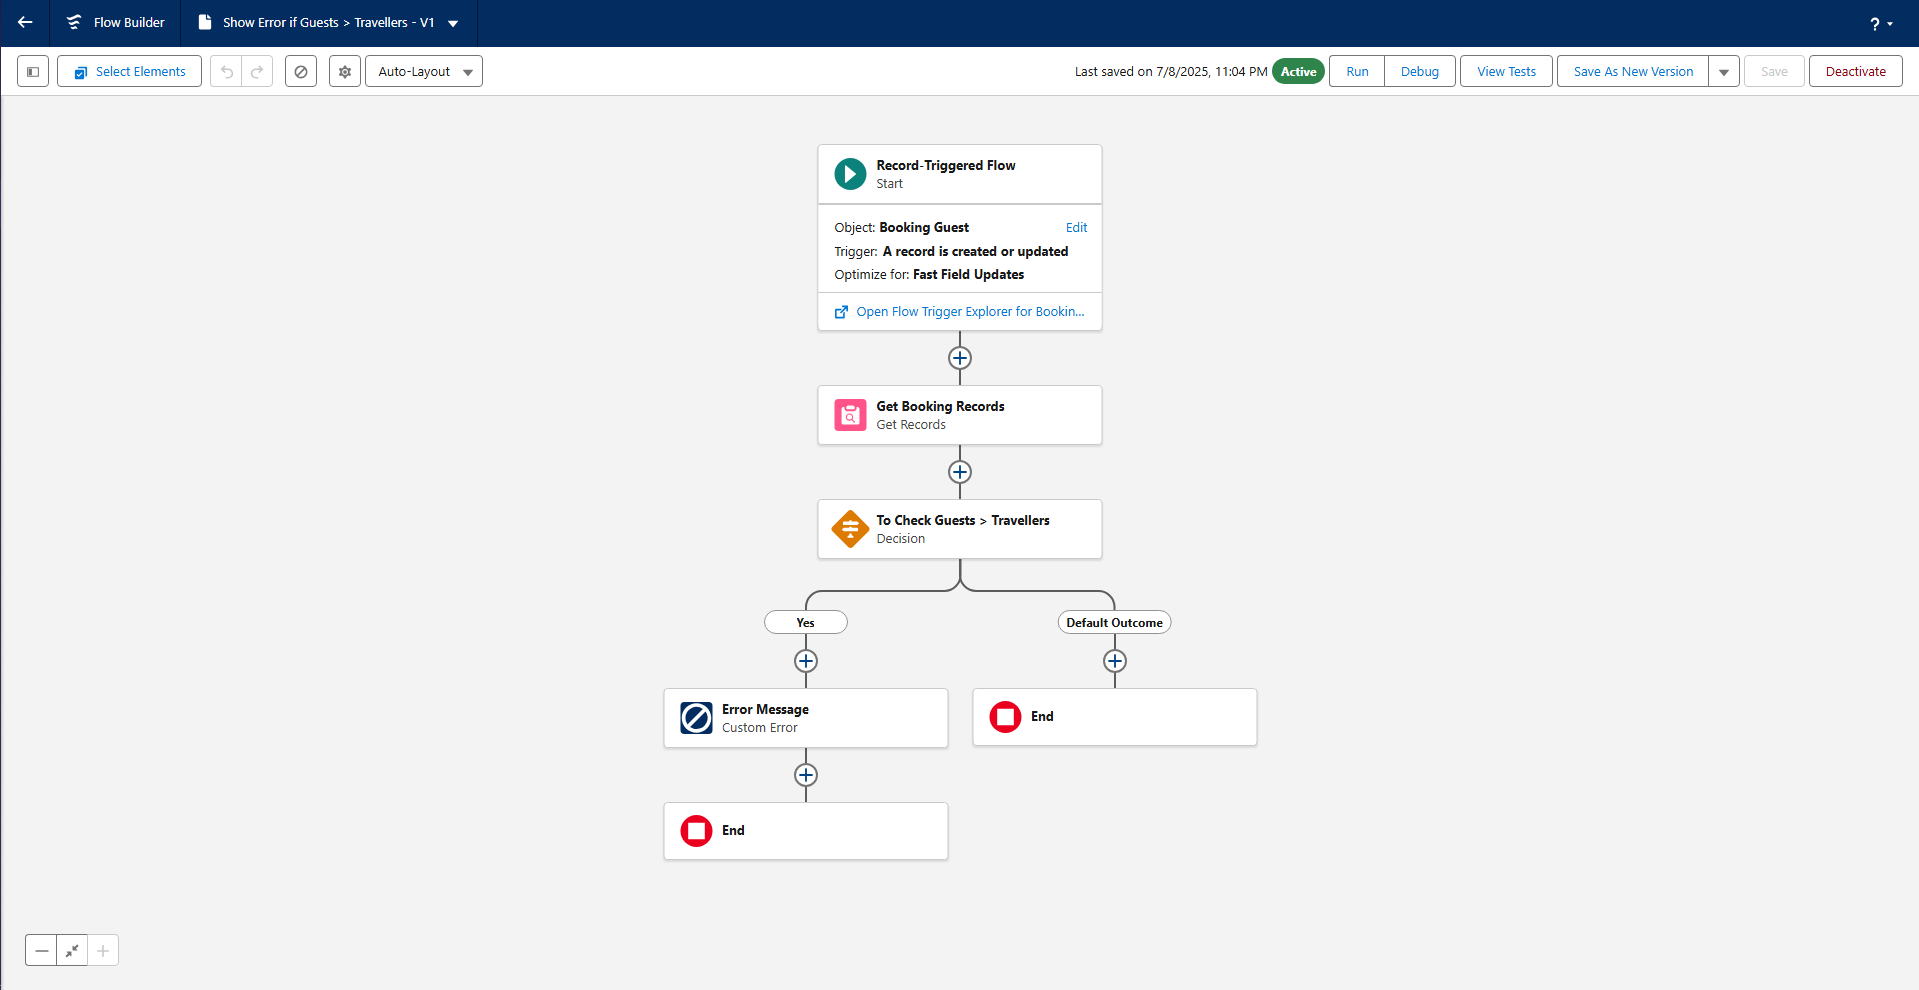 Flow Builder
Show Error if Guests > Travellers - V1
?
Select Elements
Auto-Layout
Last saved on 7/8/2025, 11:04 PM
Active
Run
Debug
View Tests
Save As New Version
Save
Deactivate
Record-Triggered Flow
Start
Object: Booking Guest
Edit
Trigger: A record is created or updated
Optimize for: Fast Field Updates
Open Flow Trigger Explorer for Bookin...
Get Booking Records
Get Records
To Check Guests > Travellers
Decision
Yes
Default Outcome
Error Message
Custom Error
End
End